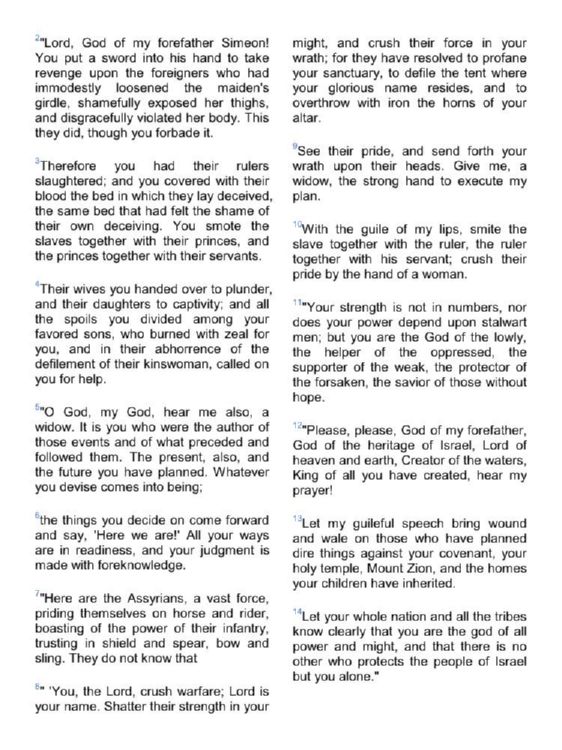 2"Lord, God of my forefather Simeon!
You put a sword into his hand to take
revenge upon the foreigners who had
immodestly loosened the maiden's
girdle, shamefully exposed her thighs,
and disgracefully violated her body. This
they did, though you forbade it.
3Therefore you had their rulers
slaughtered; and you covered with their
blood the bed in which they lay deceived,
the same bed that had felt the shame of
their own deceiving. You smote the
slaves together with their princes, and
the princes together with their servants.
4Their wives you handed over to plunder,
and their daughters to captivity; and all
the spoils you divided among your
favored sons, who burned with zeal for
you, and in their abhorrence of the
defilement of their kinswoman, called on
you for help.
5"O God, my God, hear me also, a
widow. It is you who were the author of
those events and of what preceded and
followed them. The present, also, and
the future you have planned. Whatever
you devise comes into being;
6the things you decide on come forward
and say, 'Here we are!' All your ways
are in readiness, and your judgment is
made with foreknowledge.
7"Here are the Assyrians, a vast force,
priding themselves on horse and rider,
boasting of the power of their infantry,
trusting in shield and spear, bow and
sling. They do not know that
8" 'You, the Lord, crush warfare; Lord is
your name. Shatter their strength in your
might, and crush their force in your
wrath; for they have resolved to profane
your sanctuary, to defile the tent where
your glorious name resides, and to
overthrow with iron the horns of your
altar.
9See their pride, and send forth your
wrath upon their heads. Give me, a
widow, the strong hand to execute my
plan.
10With the guile of my lips, smite the
slave together with the ruler, the ruler
together with his servant; crush their
pride by the hand of a woman.
11"Your strength is not in numbers, nor
does your power depend upon stalwart
men; but you are the God of the lowly,
the helper of the oppressed, the
supporter of the weak, the protector of
the forsaken, the savior of those without
hope.
12"Please, please, God of my forefather,
God of the heritage of Israel, Lord of
heaven and earth, Creator of the waters,
King of all you have created, hear my
prayer!
13Let my guileful speech bring wound
and wale on those who have planned
dire things against your covenant, your
holy temple, Mount Zion, and the homes
your children have inherited.
14Let your whole nation and all the tribes
know clearly that you are the god of all
power and might, and that there is no
other who protects the people of Israel
but you alone."